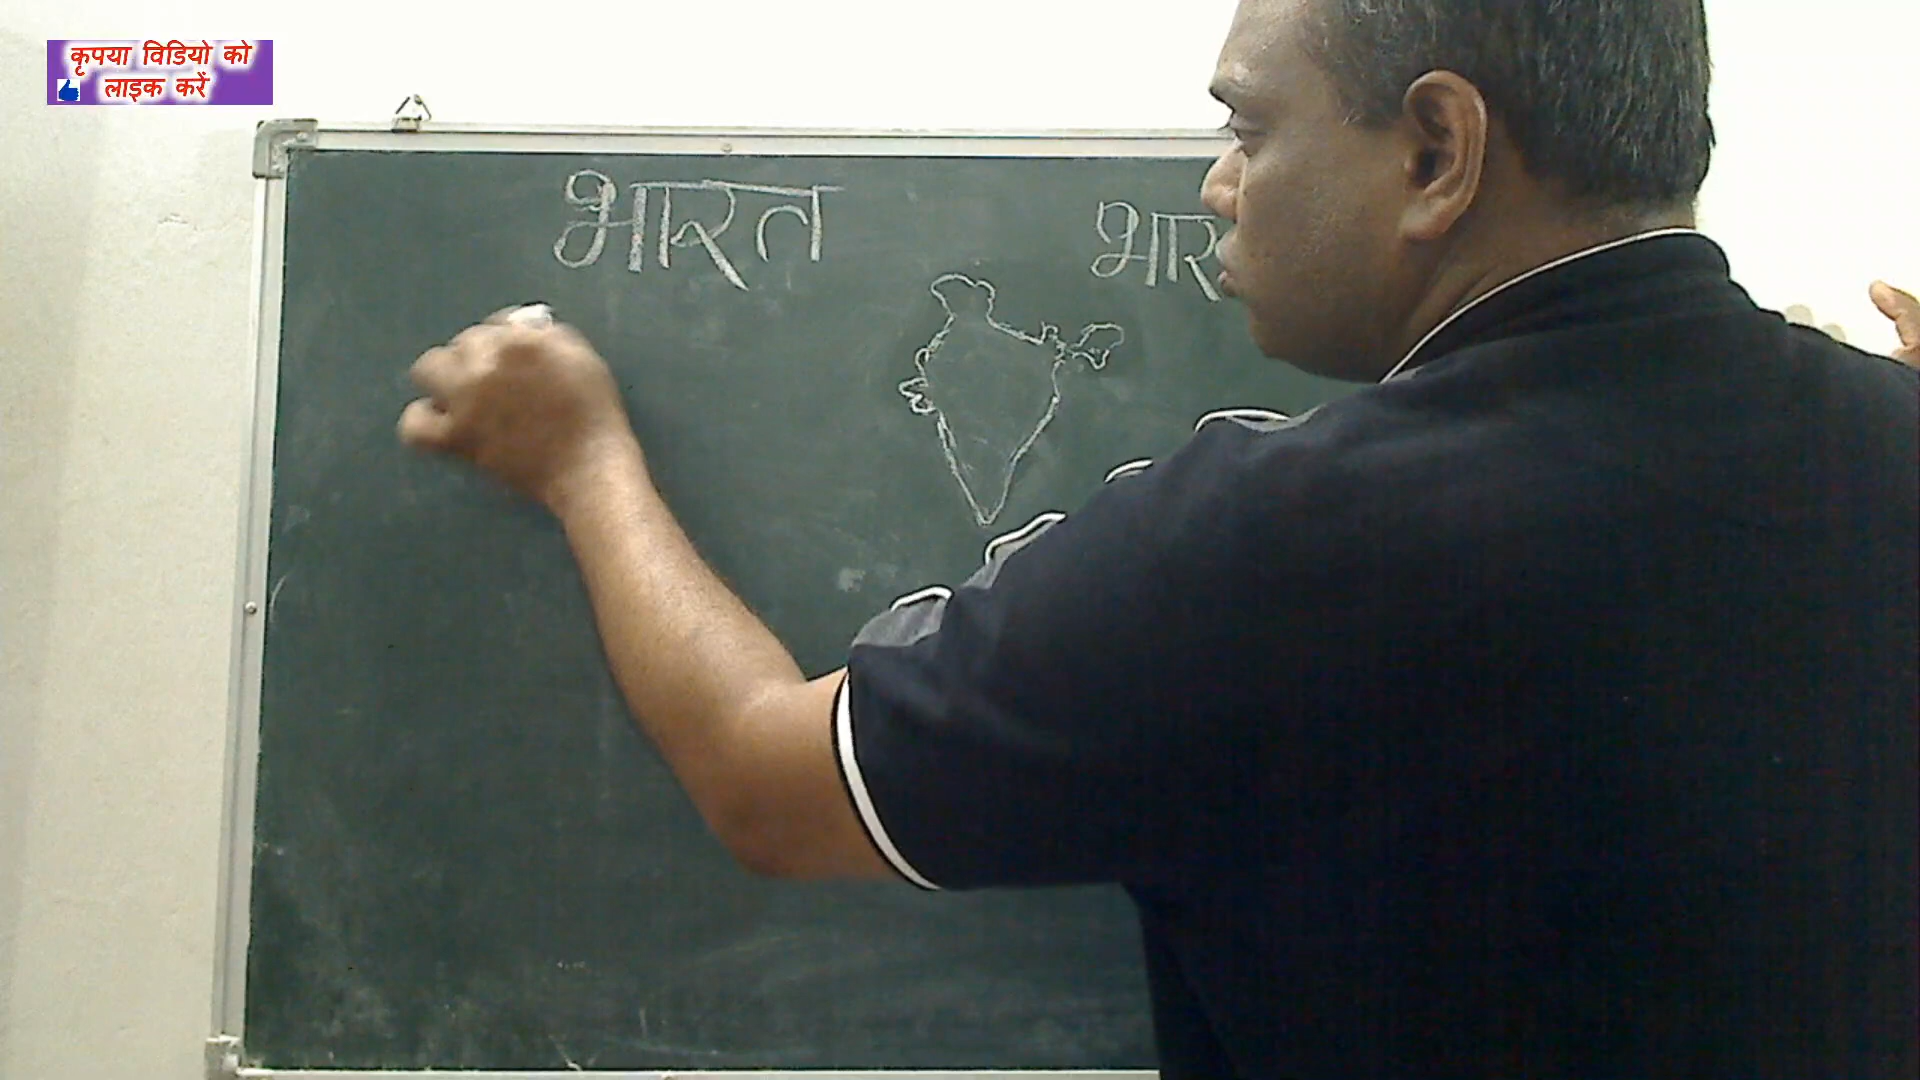 कृपया विडियो को
लाइक करें
भारत